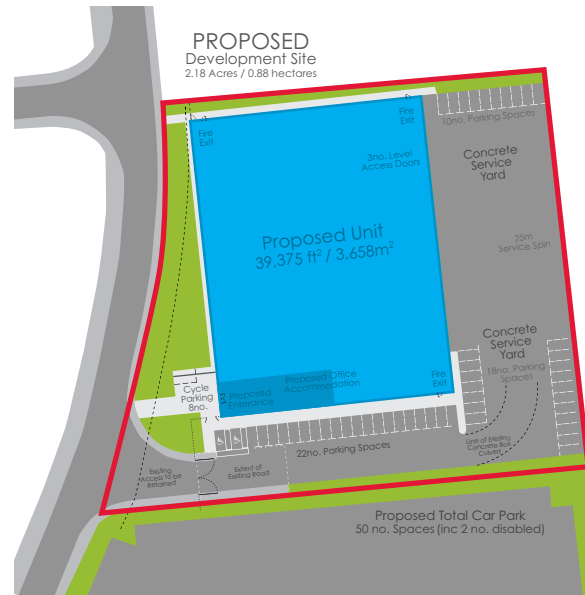 PROPOSED
Development Site
2.18 Acres / 0.88 hectares
Fire
Exit
Fire
Exit
10no. Parking Spaces
3no. Level
Access Doors
Concrete
Service
Yard
Proposed Unit
39,375 ft² / 3,658m²
25m
Service Spin
Concrete
Service
Yard
18no. Parking
Spaces
Cycle
Parking
8no.
Proposed
Enterance
Proposed Office
Accommodation
Fire
Exit
22no. Parking Spaces
Line of Existing
Concrete Box
Culvert
Existing
Access To be
Retained
Extent of
Existing Road
Proposed Total Car Park
50 no. Spaces (inc 2 no. disabled)